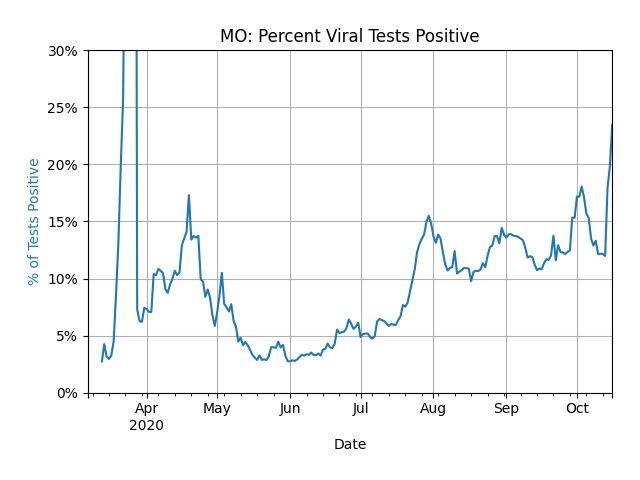 MO: Percent Viral Tests Positive
30%
25%
20%
15%
10%
5%
0%
% of Tests Positive
Apr May Jun Jul Aug Sep Oct
2020
Date